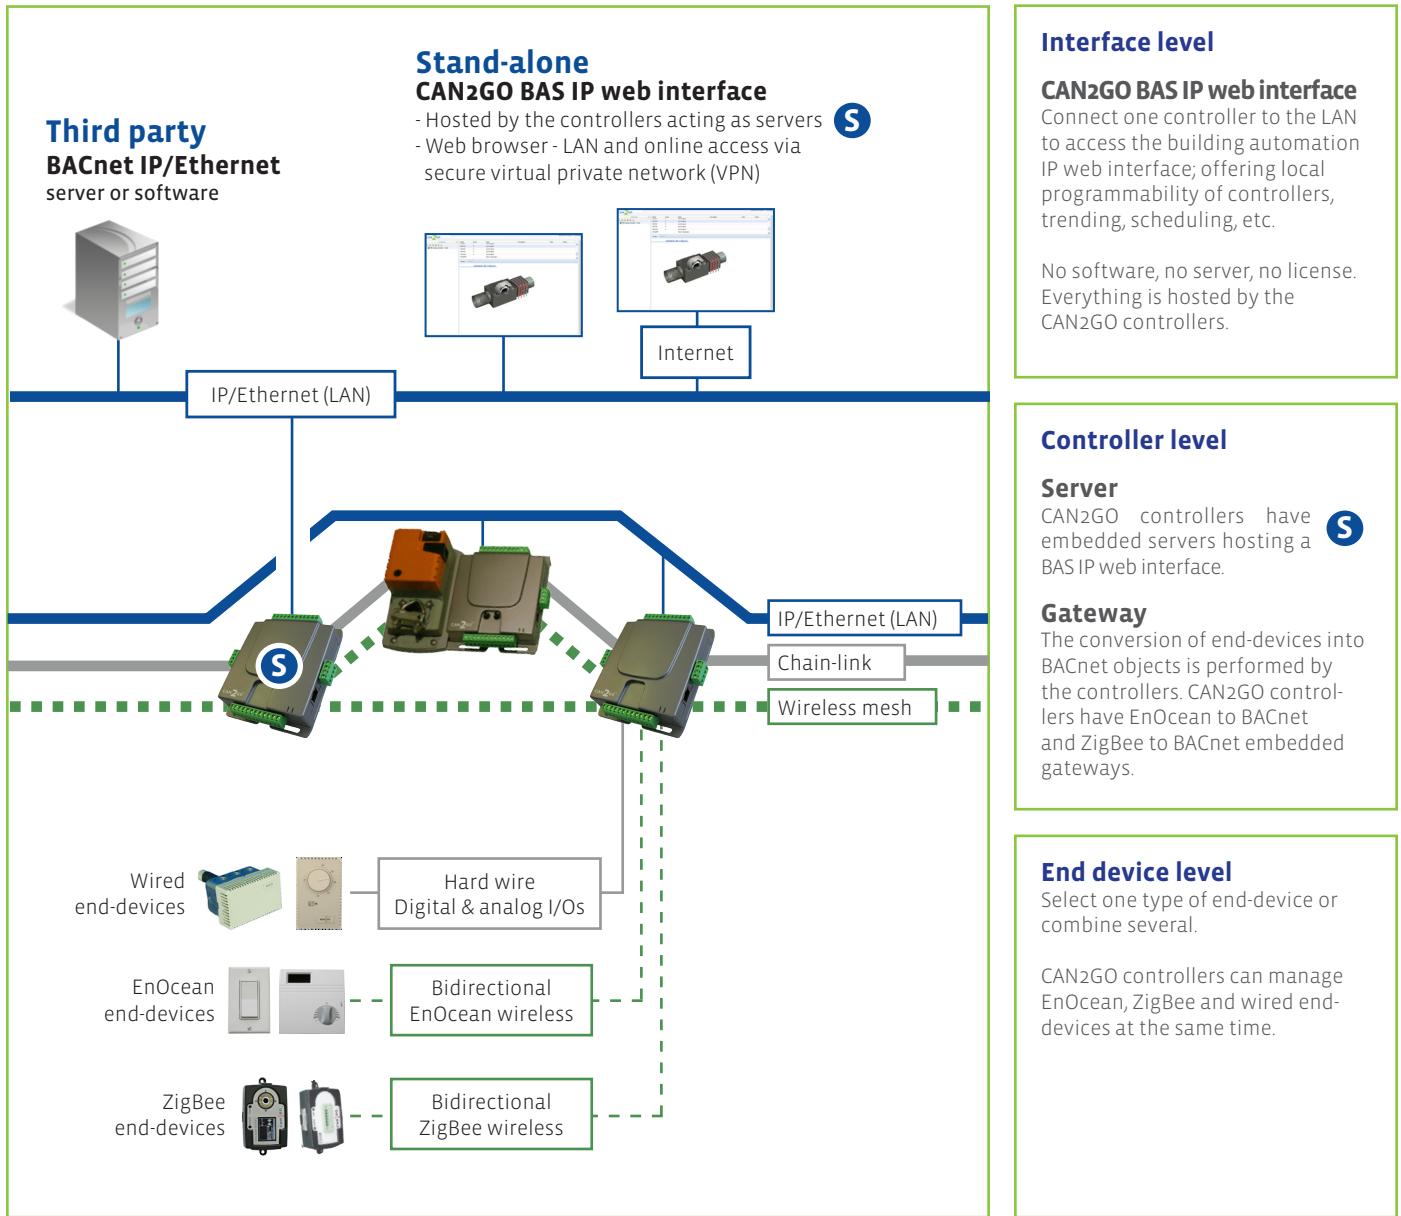 Third party
BACnet IP/Ethernet
server or software
Stand-alone
CAN2GO BAS IP web interface
- Hosted by the controllers acting as servers S
- Web browser - LAN and online access via
secure virtual private network (VPN)
Internet
IP/Ethernet (LAN)
CAN2GO
S
CAN2GO
CAN2GO
IP/Ethernet (LAN)
Chain-link
Wireless mesh
Wired
end-devices
Hard wire
Digital & analog I/Os
EnOcean
end-devices
Bidirectional
EnOcean wireless
ZigBee
end-devices
Bidirectional
ZigBee wireless
Interface level
CAN2GO BAS IP web interface
Connect one controller to the LAN
to access the building automation
IP web interface; offering local
programmability of controllers,
trending, scheduling, etc.
No software, no server, no license.
Everything is hosted by the
CAN2GO controllers.
Controller level
Server
CAN2GO controllers have
embedded servers hosting a
BAS IP web interface.
S
Gateway
The conversion of end-devices into
BACnet objects is performed by
the controllers. CAN2GO control-
lers have EnOcean to BACnet
and ZigBee to BACnet embedded
gateways.
End device level
Select one type of end-device or
combine several.
CAN2GO controllers can manage
EnOcean, ZigBee and wired end-
devices at the same time.